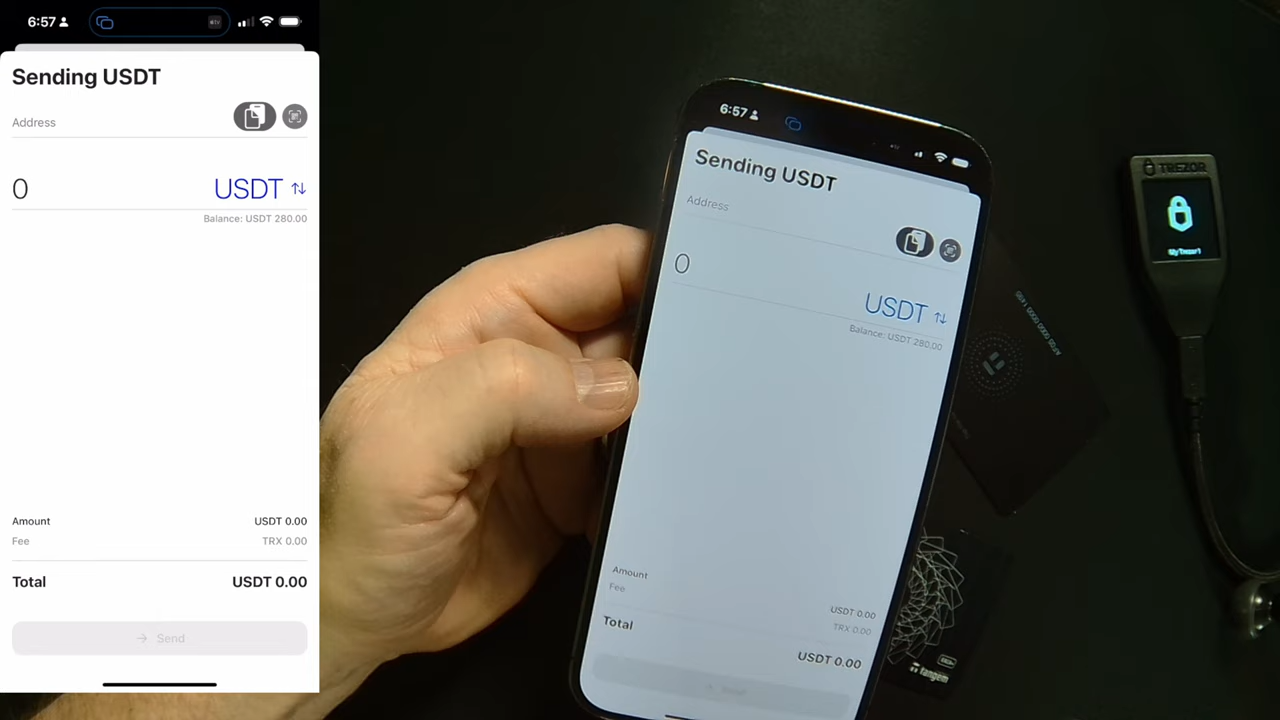 6:57
Sending USDT
Address
0
USDT
Balance: USDT 280.00
Amount
USDT 0.00
Fee
TRX 0.00
Total
USDT 0.00
Send
6:57
Sending USDT
Address
0
USDT
Balance: USDT 280.00
Amount
USDT 0.00
Fee
TRX 0.00
Total
USDT 0.00
TREZOR
MyTrezor1
tangem